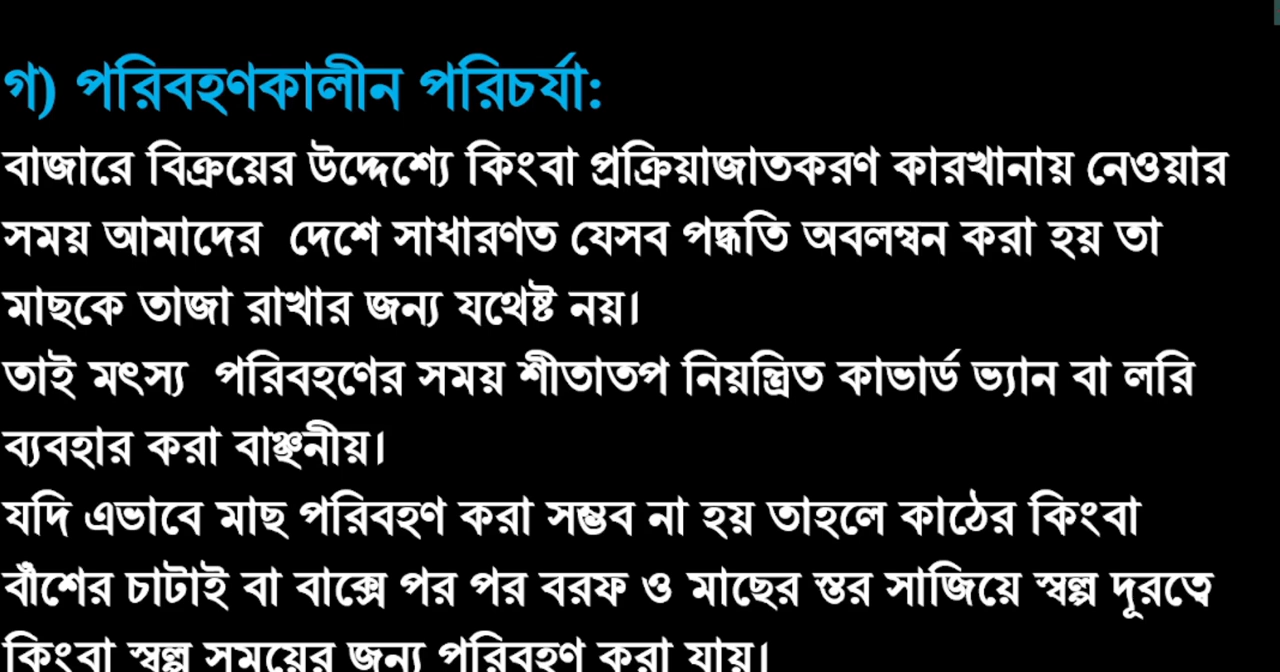 গ) পরিবহণকালীন পরিচর্যা:
বাজারে বিক্রয়ের উদ্দেশ্যে কিংবা প্রক্রিয়াজাতকরণ কারখানায় নেওয়ার
সময় আমাদের দেশে সাধারণত যেসব পদ্ধতি অবলম্বন করা হয় তা
মাছকে তাজা রাখার জন্য যথেষ্ট নয়।
তাই মৎস্য পরিবহণের সময় শীতাতপ নিয়ন্ত্রিত কাভার্ড ভ্যান বা লরি
ব্যবহার করা বাঞ্ছনীয়।
যদি এভাবে মাছ পরিবহণ করা সম্ভব না হয় তাহলে কাঠের কিংবা
বাঁশের চাটাই বা বাক্সে পর পর বরফ ও মাছের স্তর সাজিয়ে স্বল্প দূরত্বে
কিংবা স্বল্প সময়ের জন্য পরিবহণ করা যায়।